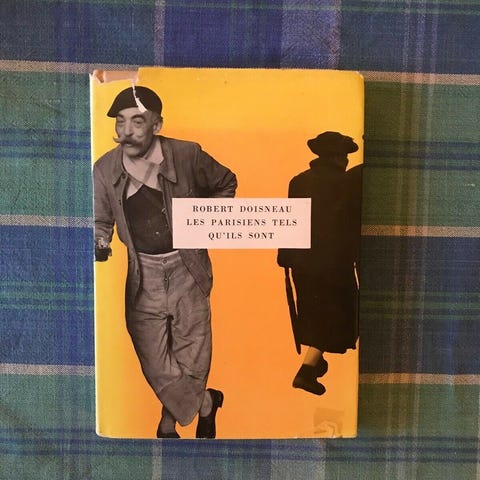 ROBERT DOISNEAU
LES PARISIENS TELS
QU'ILS SONT